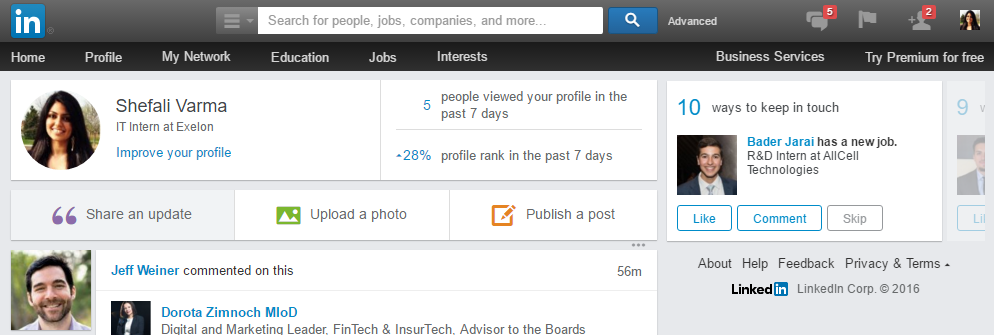 in
Search for people, jobs, companies, and more...
Advanced
5
2
Home Profile My Network Education Jobs Interests Business Services Try Premium for free
Shefali Varma
IT Intern at Exelon
Improve your profile
5 people viewed your profile in the
past 7 days
28% profile rank in the past 7 days
10 ways to keep in touch
Bader Jarai has a new job.
R&D Intern at AllCell
Technologies
Like Comment Skip
9
Share an update Upload a photo Publish a post
Jeff Weiner commented on this 56m
Dorota Zimnoch MIoD
Digital and Marketing Leader, FinTech & InsurTech, Advisor to the Boards
About Help Feedback Privacy & Terms
Linkedin LinkedIn Corp. © 2016